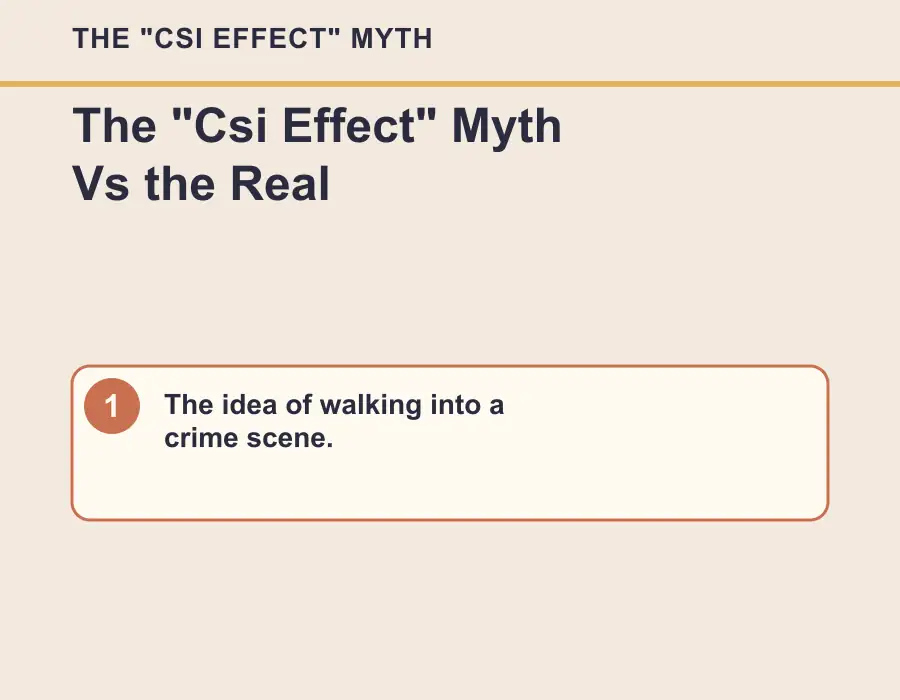 THE "CSI EFFECT" MYTH
The "Csi Effect" Myth
Vs the Real
1
The idea of walking into a
crime scene.